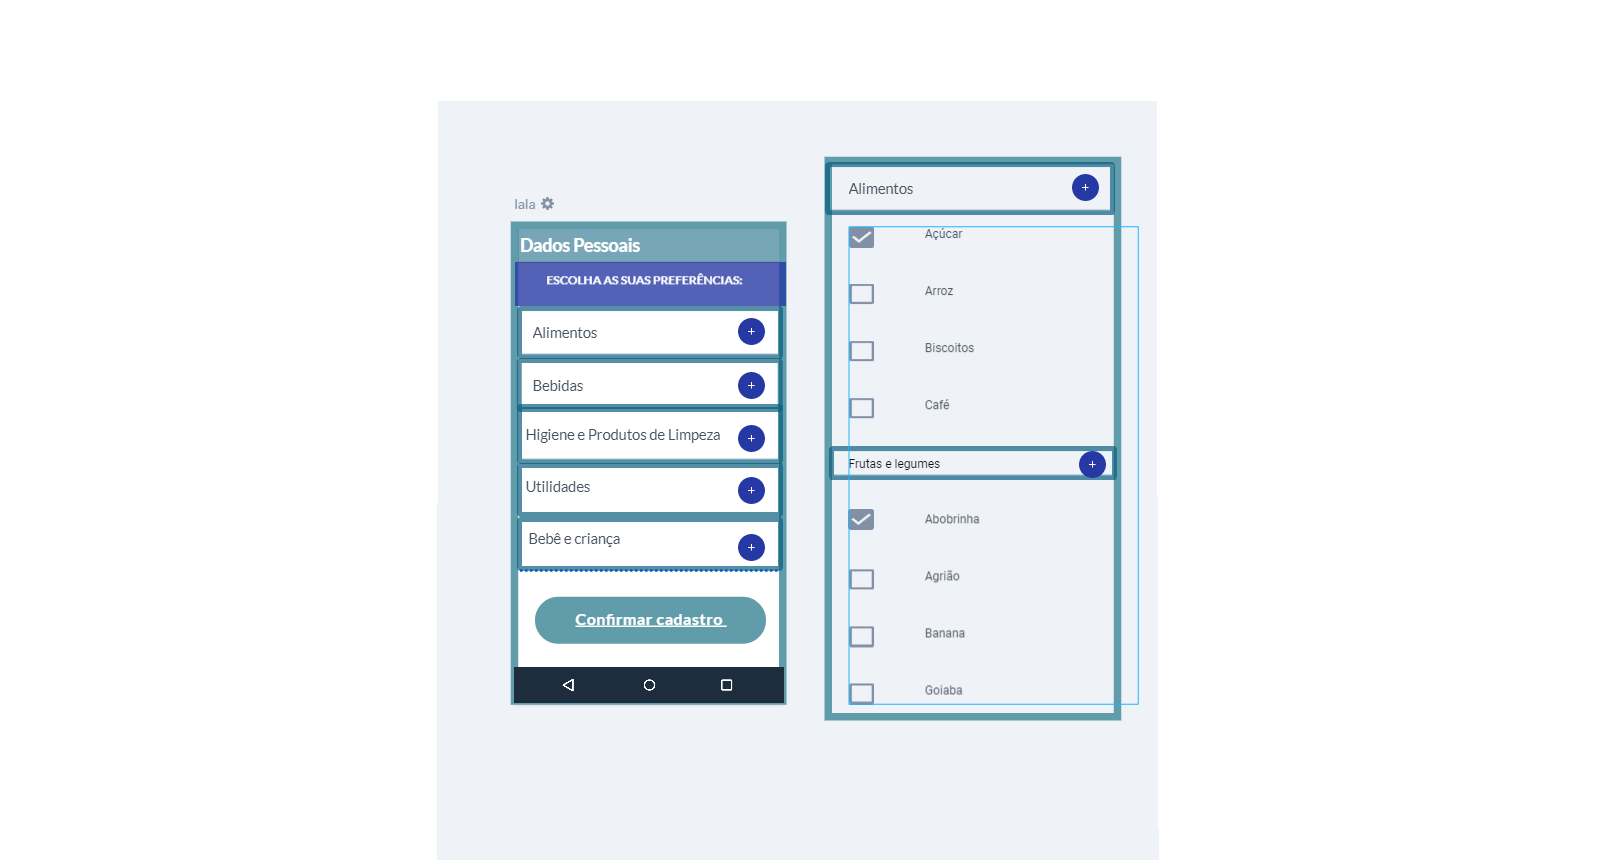 lala
Dados Pessoais
ESCOLHA AS SUAS PREFERÊNCIAS:
Alimentos
Bebidas
Higiene e Produtos de Limpeza
Utilidades
Bebê e criança
Confirmar cadastro
Alimentos
Açúcar
Arroz
Biscoitos
Café
Frutas e legumes
Abobrinha
Agrião
Banana
Goiaba